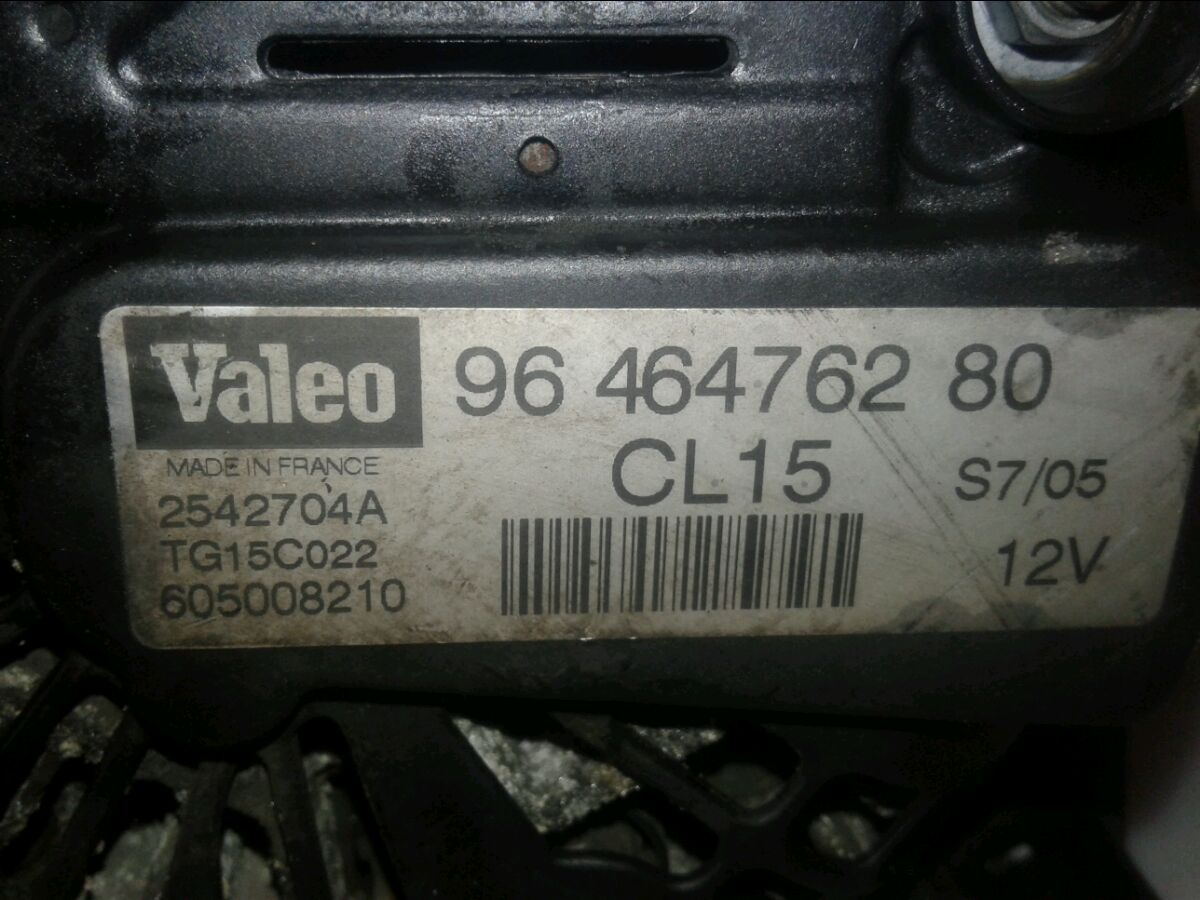 Valeo 96 464762 80
MADE IN FRANCE CL15 S7/05
2542704A
TG15C022 12V
605008210